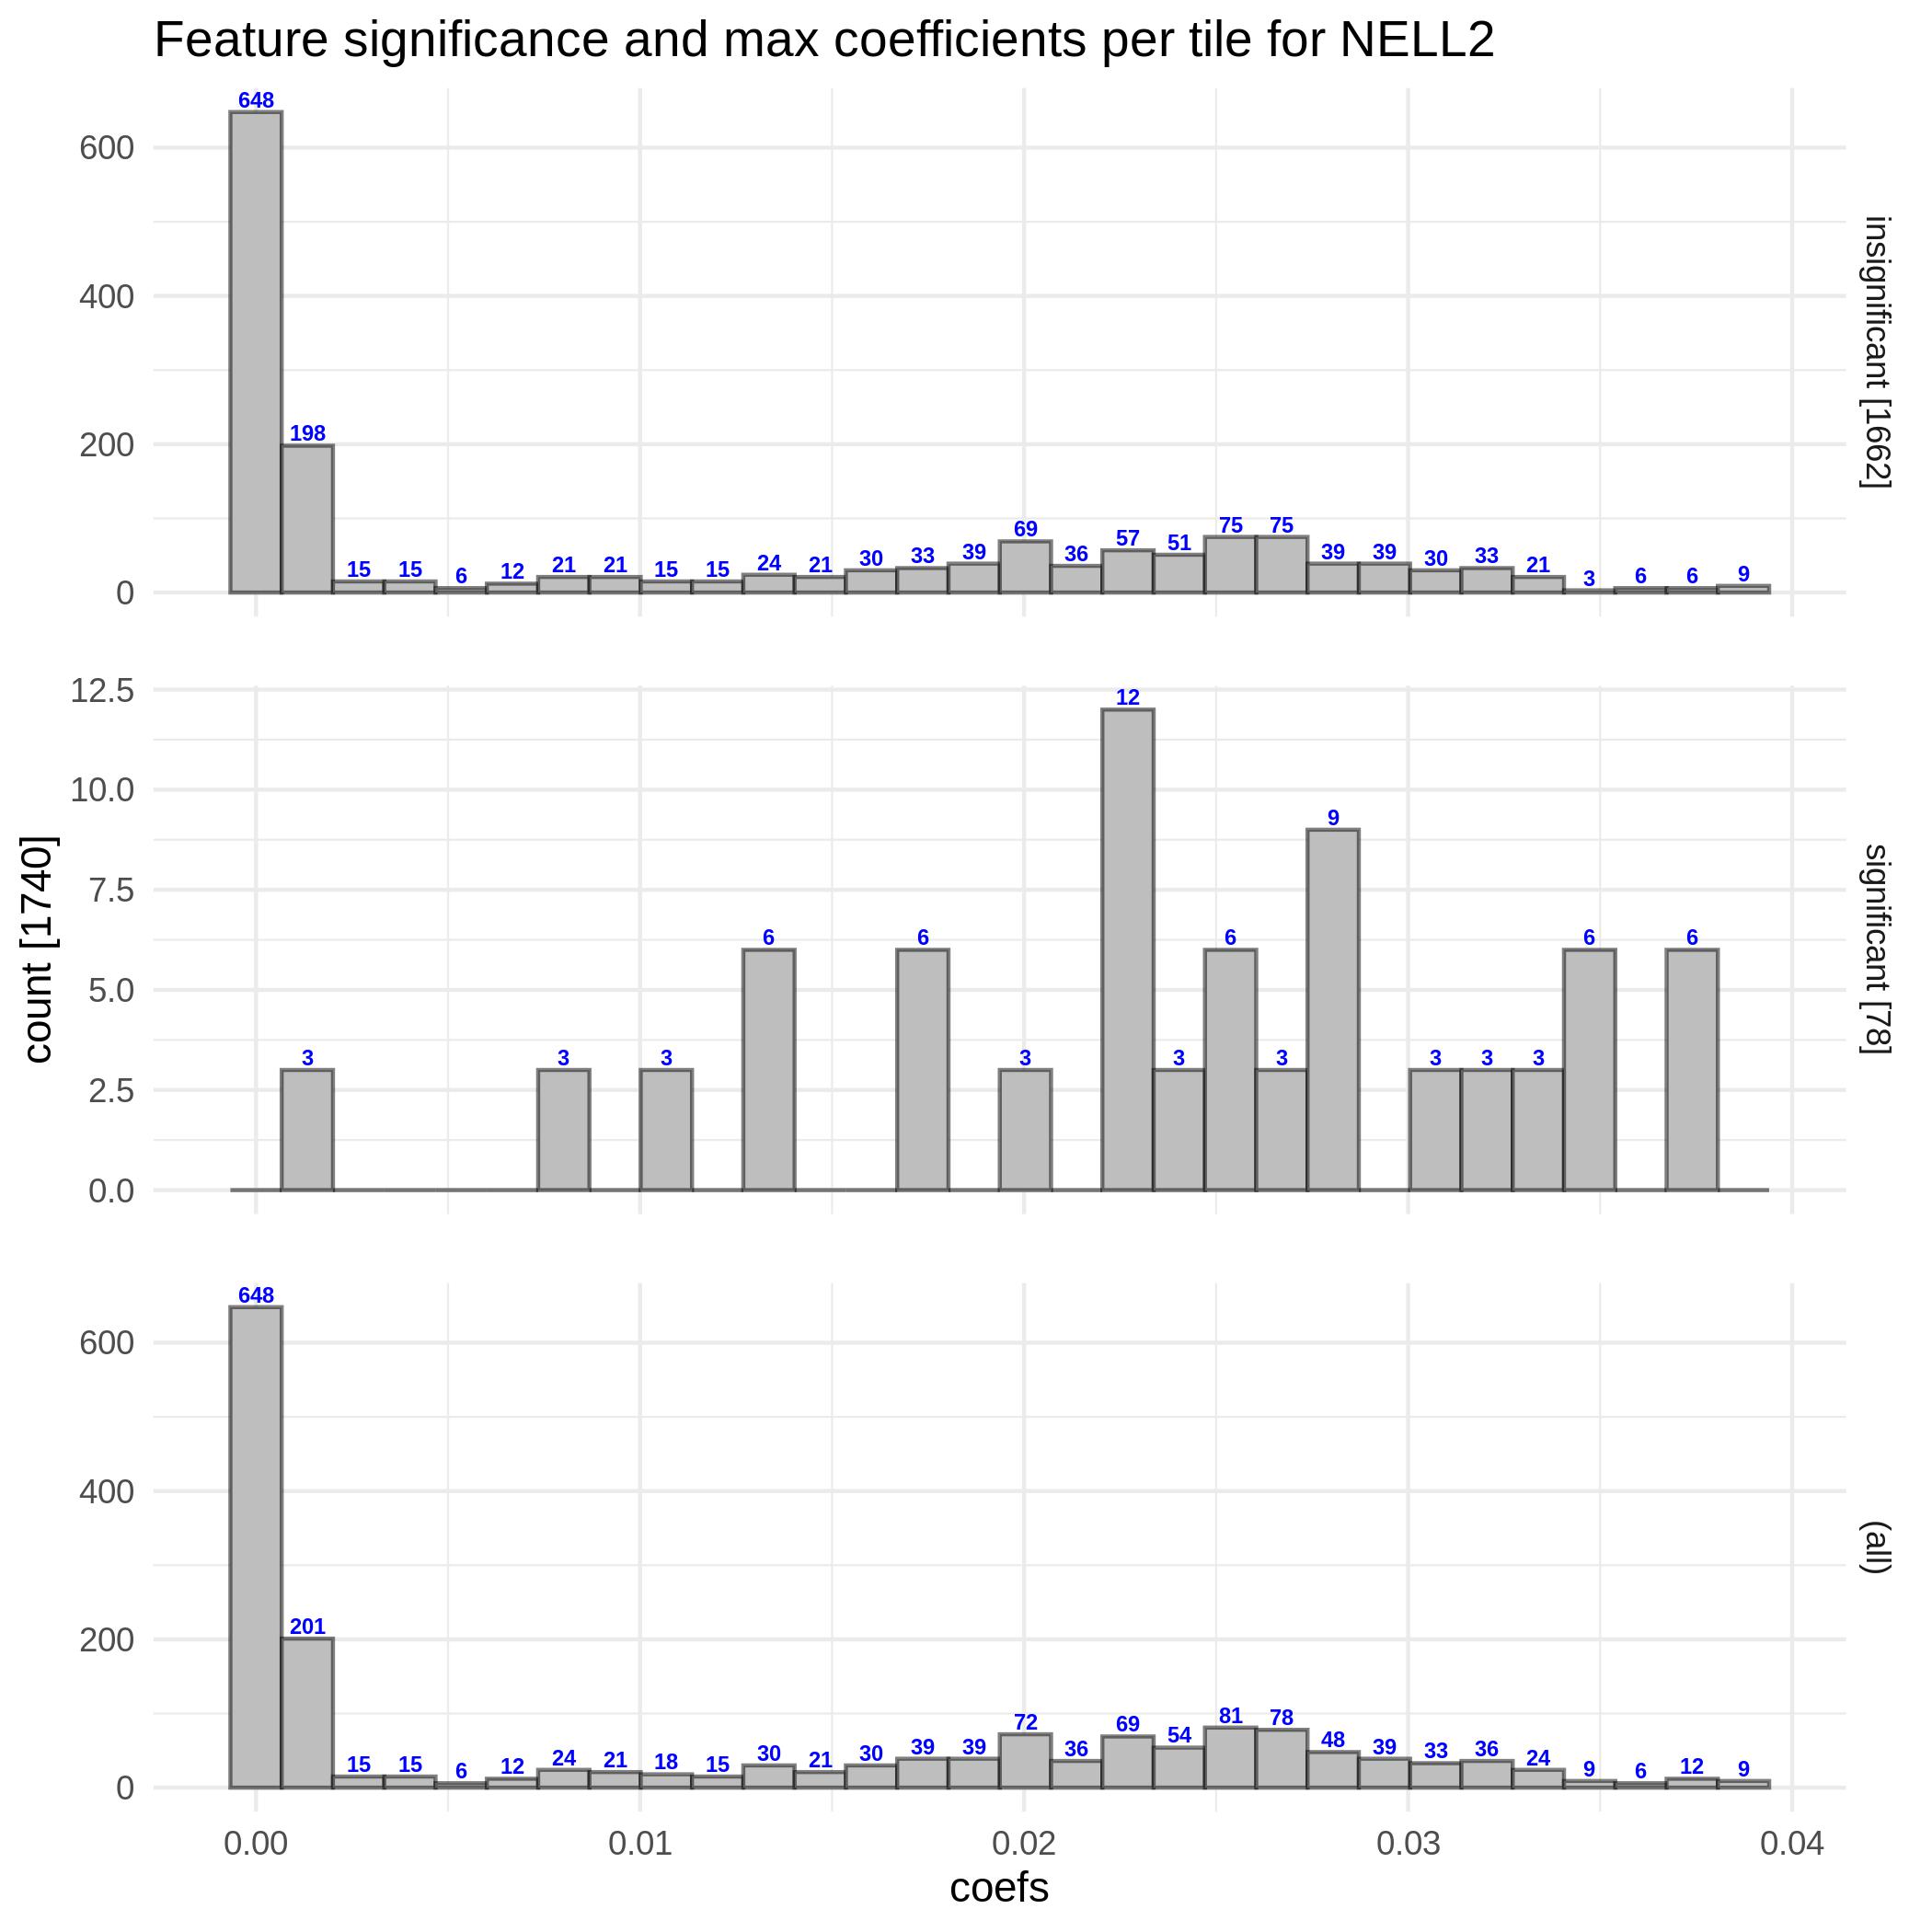 Feature significance and max coefficients per tile for NELL2
648
600
400
200
198
0
15 15 6 12 21 21 15 15 24 21 30 33 39 69 36 57 51 75 75 39 39 30 33 21 3 6 6 9
insignificant [1662]
count [1740]
12.5
10.0
7.5
5.0
2.5
0.0
3 3 3 6 6 3 12 3 6 3 9 3 3 3 6 6
significant [78]
648
600
400
200
201
0
15 15 6 12 24 21 18 15 30 21 30 39 39 72 36 69 54 81 78 48 39 33 36 24 9 6 12 9
(all)
0.00 0.01 0.02 0.03 0.04
coefs